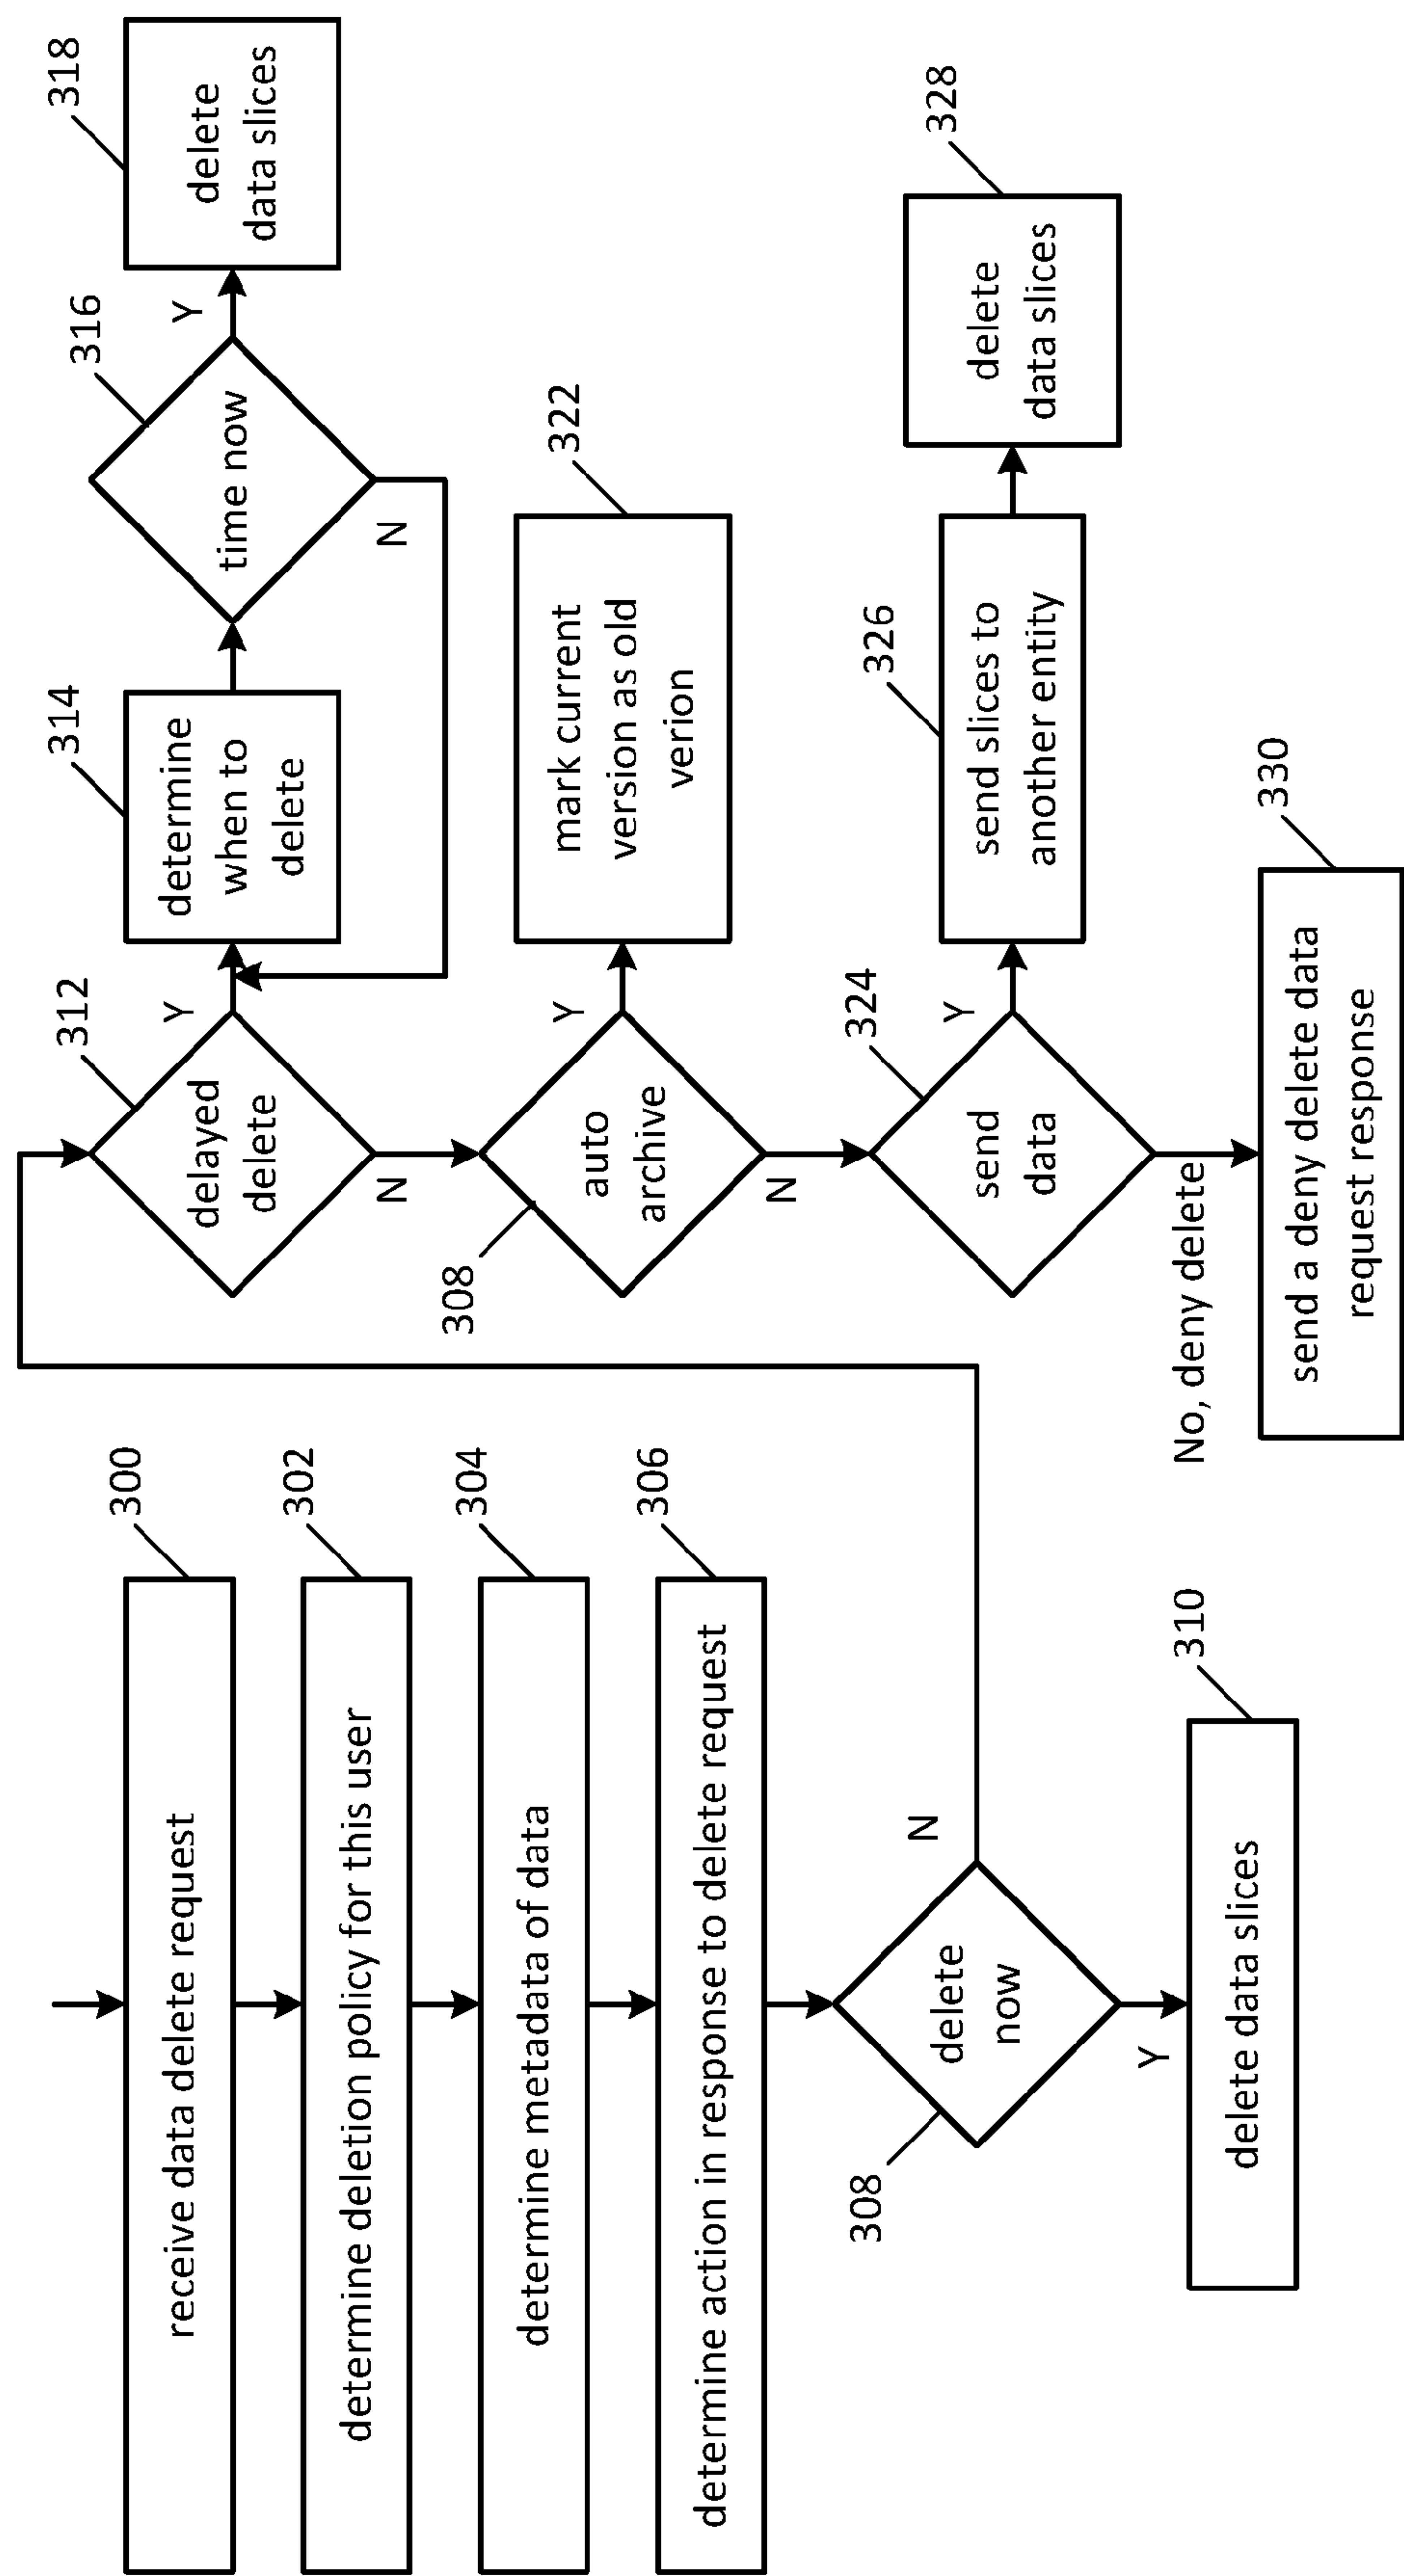 300
receive data delete request
302
determine deletion policy for this user
304
determine metadata of data
306
determine action in response to delete request
308
delete
now
N
Y
310
delete data slices
312
delayed
delete
Y
N
314
determine
when to
delete
316
time now
Y
N
318
delete
data slices
308
auto
archive
Y
N
322
mark current
version as old
verion
324
send
data
Y
No, deny delete
326
send slices to
another entity
328
delete
data slices
330
send a deny delete data
request response